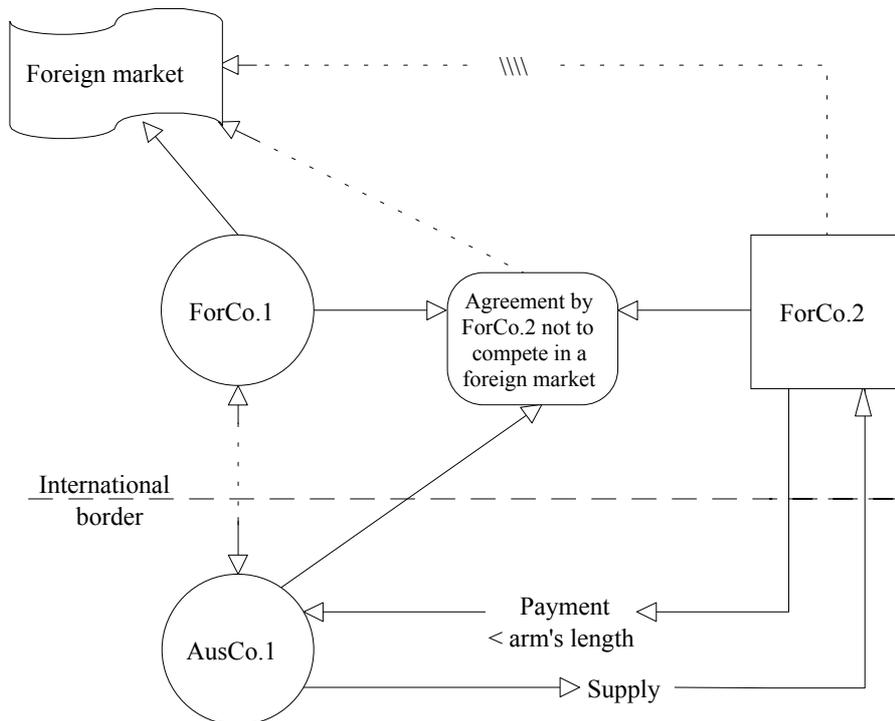 Foreign market
ForCo.1
Agreement by
ForCo.2 not to
compete in a
foreign market
ForCo.2
International
border
Payment
< arm's length
AusCo.1
Supply